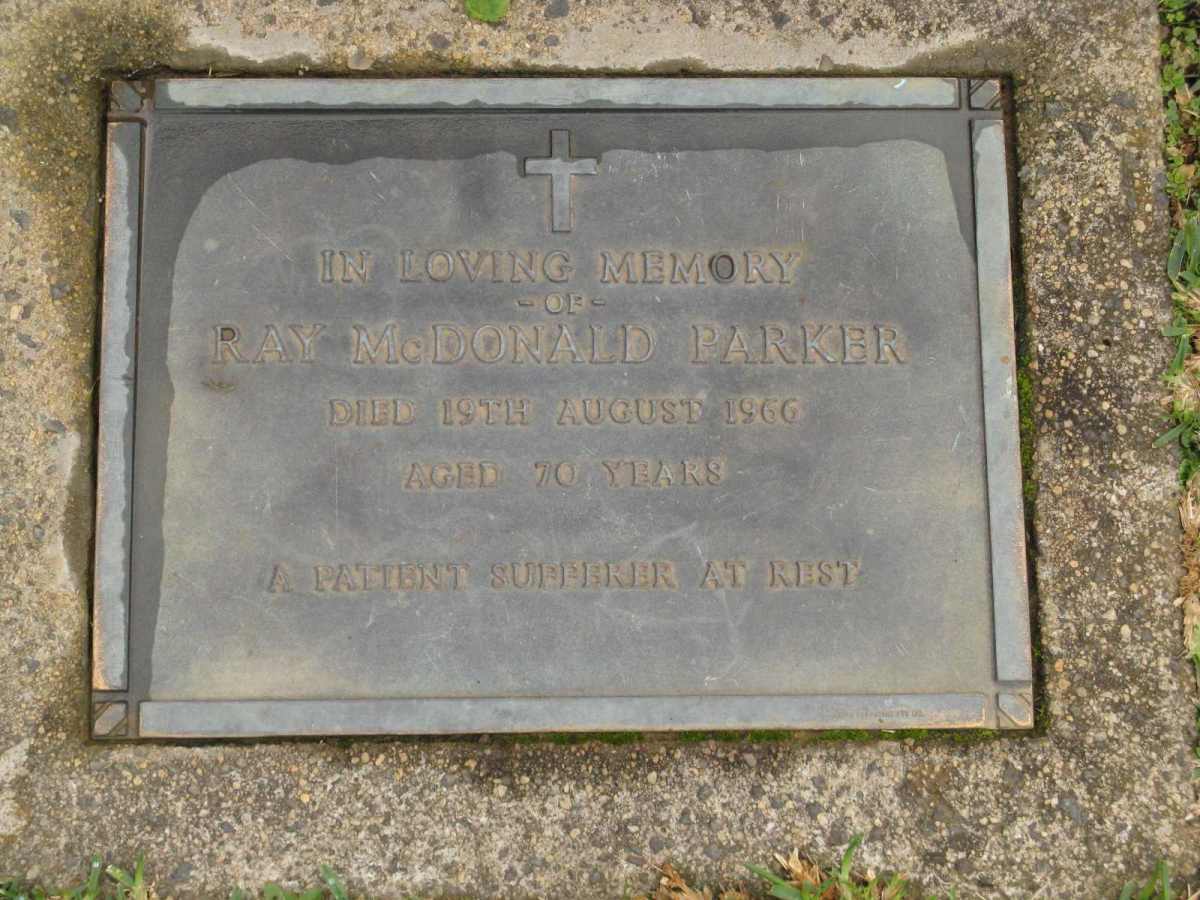 IN LOVING MEMORY
- OF -
RAY McDONALD PARKER
DIED 19TH AUGUST 1966
AGED 70 YEARS
A PATIENT SUFFERER AT REST